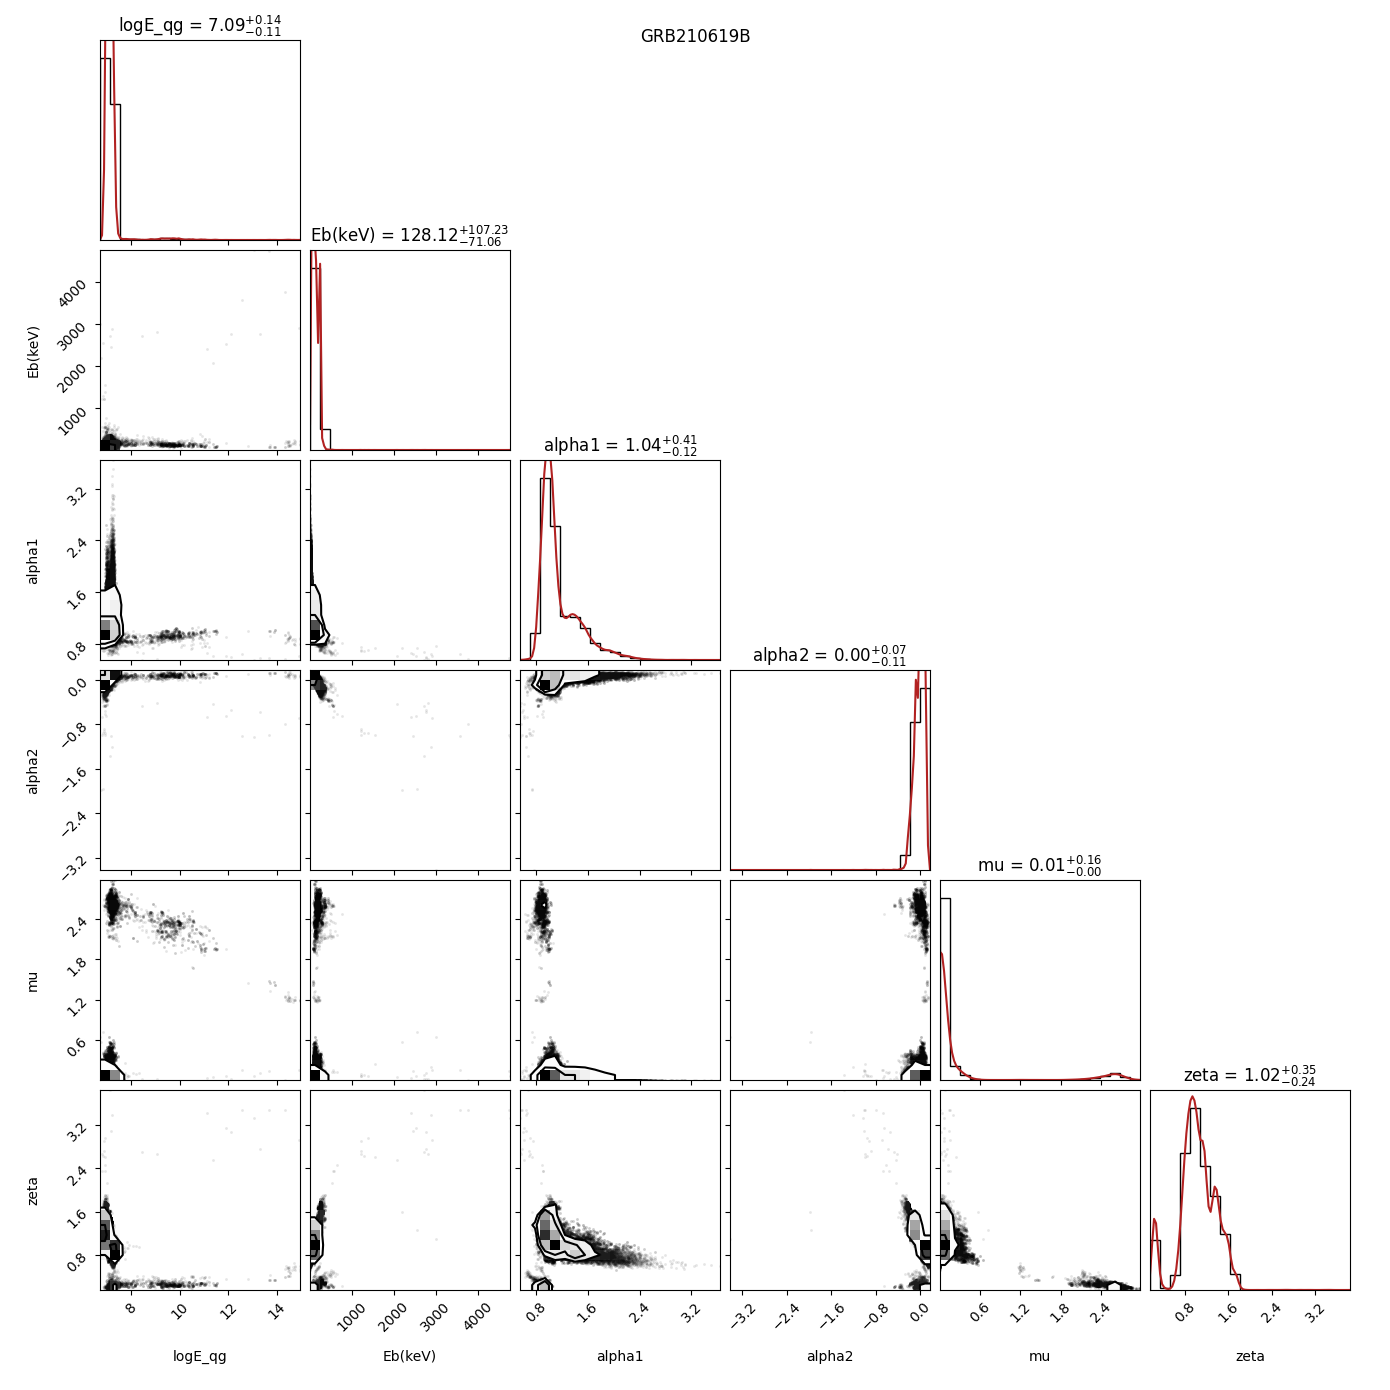 GRB210619B
logE_qg = 7.09 +0.14 −0.11
Eb(keV) = 128.12 +107.23 −71.06
Eb(keV)
4000
3000
2000
1000
alpha1 = 1.04 +0.41 −0.12
alpha1
3.2
2.4
1.6
0.8
alpha2 = 0.00 +0.07 −0.11
alpha2
0.0
−0.8
−1.6
−2.4
−3.2
mu = 0.01 +0.16 −0.00
mu
2.4
1.8
1.2
0.6
zeta = 1.02 +0.35 −0.24
zeta
3.2
2.4
1.6
0.8
8 10 12 14
1000 2000 3000 4000
0.8 1.6 2.4 3.2
−3.2 −2.4 −1.6 −0.8 0.0
0.6 1.2 1.8 2.4
0.8 1.6 2.4 3.2
logE_qg Eb(keV) alpha1 alpha2 mu zeta